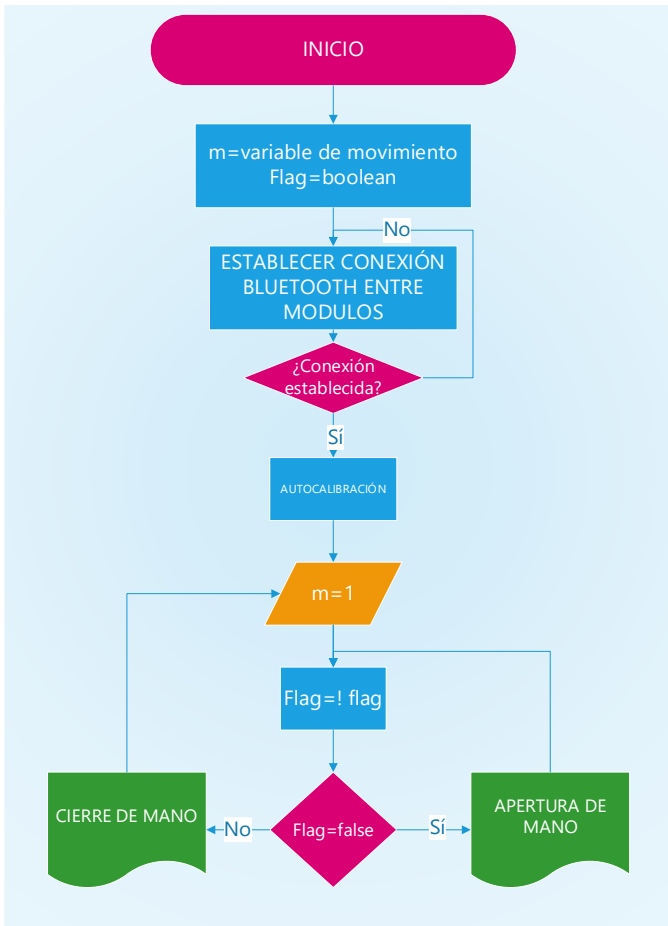 INICIO
m=variable de movimiento
Flag=boolean
No
ESTABLECER CONEXIÓN
BLUETOOTH ENTRE
MODULOS
¿Conexión
establecida?
Sí
AUTOCALIBRACIÓN
m=1
Flag=! flag
CIERRE DE MANO
No
Flag=false
Sí
APERTURA DE
MANO